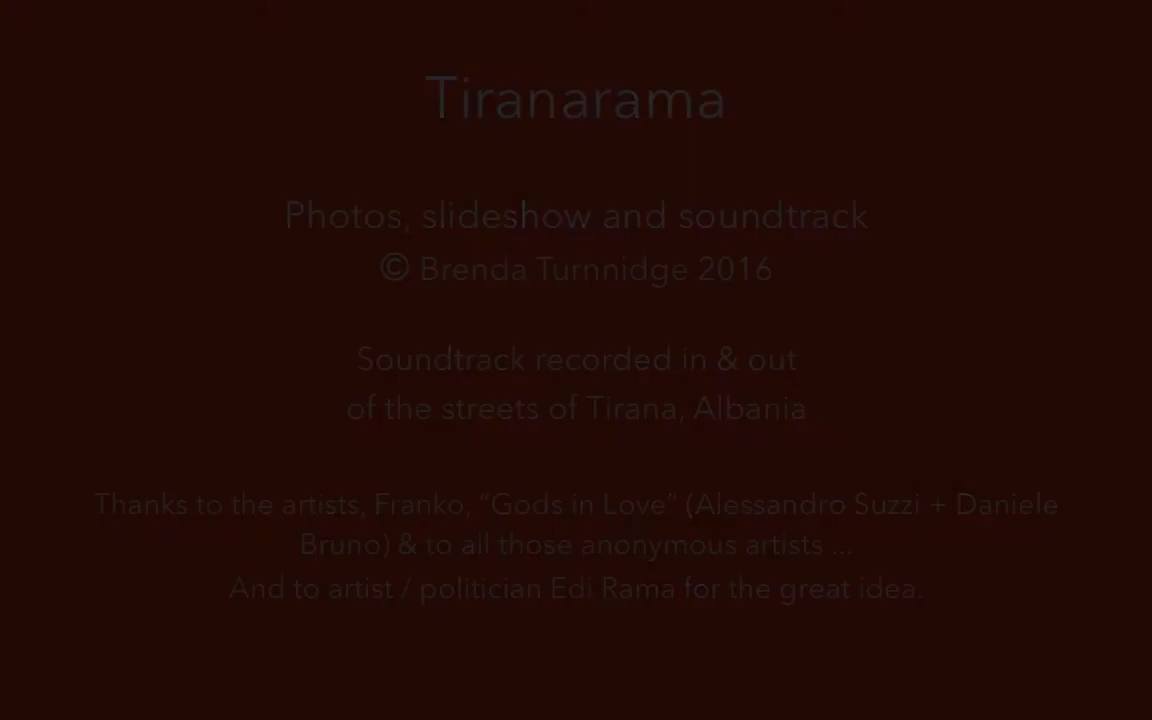 Tiranarama
Photos, slideshow and soundtrack
© Brenda Turnnidge 2016
Soundtrack recorded in & out
of the streets of Tirana, Albania
Thanks to the artists, Franko, “Gods in Love” (Alessandro Suzzi + Daniele
Bruno) & to all those anonymous artists ...
And to artist / politician Edi Rama for the great idea.